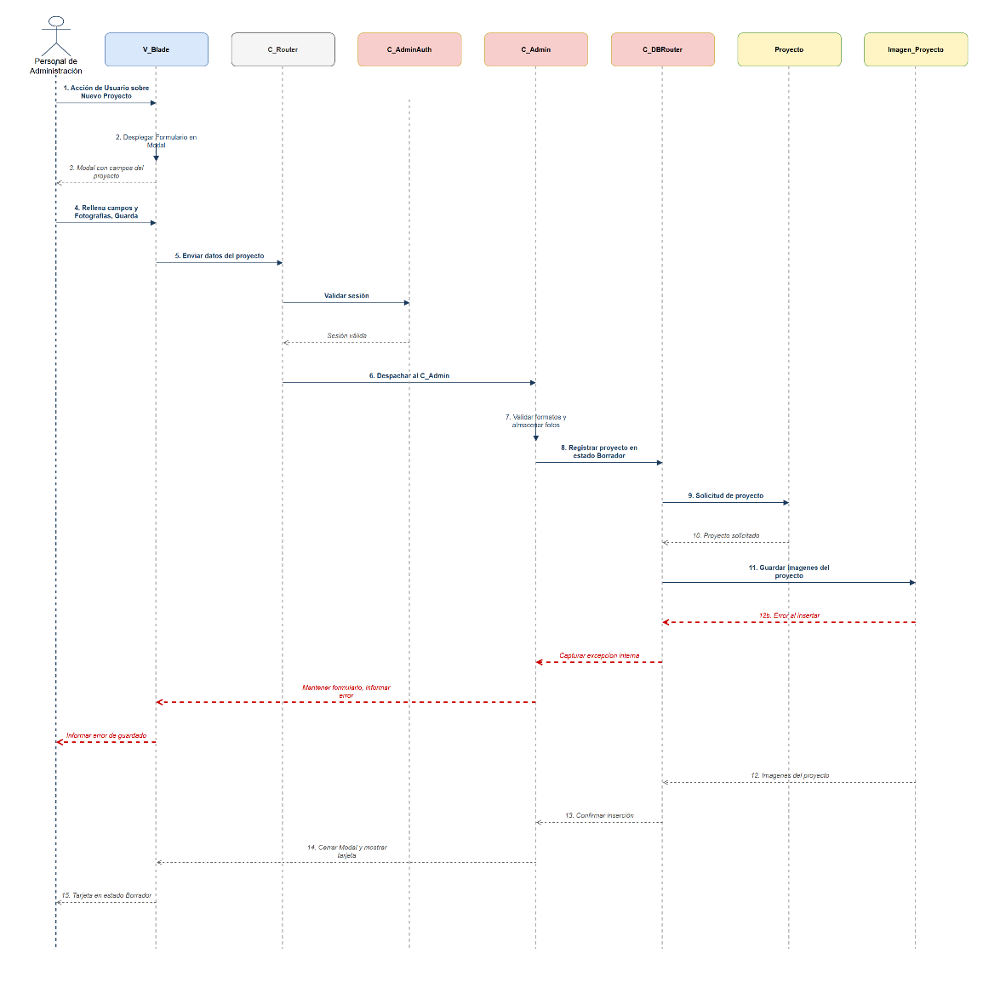 Personal de
Administración
V_Blade
C_Router
C_AdminAuth
C_Admin
C_DBRouter
Proyecto
Imagen_Proyecto
1. Acción de Usuario sobre
Nuevo Proyecto
2. Desplegar Formulario en
Modal
3. Modal con campos del
proyecto
4. Rellena campos y
Fotografías, Guarda
5. Enviar datos del proyecto
Validar sesión
Sesión válida
6. Despachar al C_Admin
7. Validar formatos y
almacenar fotos
8. Registrar proyecto en
estado Borrador
9. Solicitud de proyecto
10. Proyecto solicitado
11. Guardar imagenes del
proyecto
12b. Error al insertar
Capturar excepcion interna
Mantener formulario, informar
error
Informar error de guardado
12. Imagenes del proyecto
13. Confirmar inserción
14. Cerrar Modal y mostrar
tarjeta
15. Tarjeta en estado Borrador